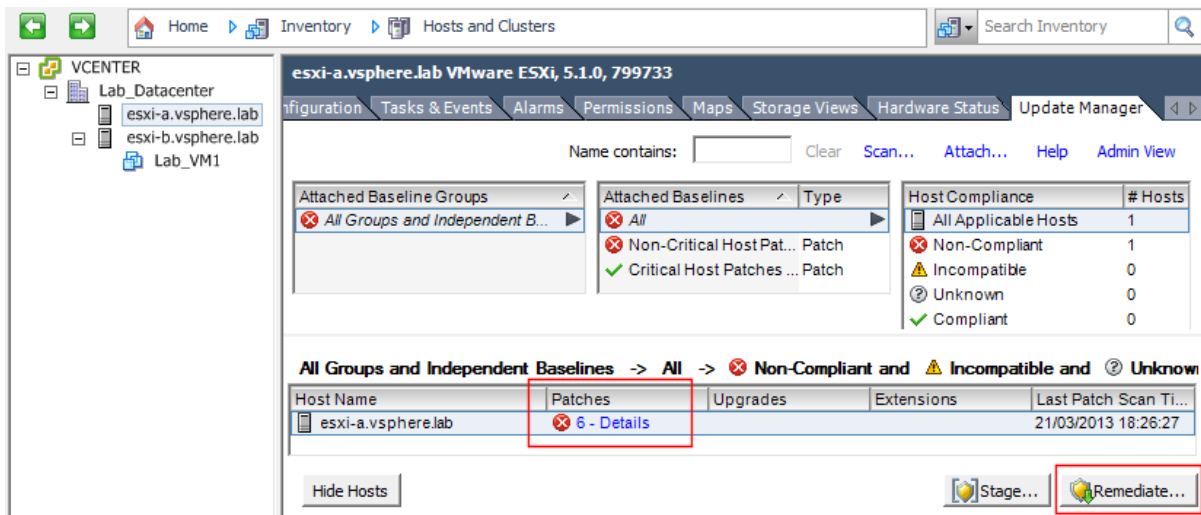 Home Inventory Hosts and Clusters Search Inventory
VCENTER
Lab_Datacenter
esxi-a.vsphere.lab
esxi-b.vsphere.lab
Lab_VM1
esxi-a.vsphere.lab VMware ESXi, 5.1.0, 799733
nfiguration Tasks & Events Alarms Permissions Maps Storage Views Hardware Status Update Manager
Name contains: Clear Scan... Attach... Help Admin View
Attached Baseline Groups
All Groups and Independent B...
Attached Baselines Type
All
Non-Critical Host Pat... Patch
Critical Host Patches ... Patch
Host Compliance # Hosts
All Applicable Hosts 1
Non-Compliant 1
Incompatible 0
Unknown 0
Compliant 0
All Groups and Independent Baselines -> All -> Non-Compliant and Incompatible and Unknown
Host Name Patches Upgrades Extensions Last Patch Scan Ti...
esxi-a.vsphere.lab 6 - Details 21/03/2013 18:26:27
Hide Hosts Stage... Remediate...